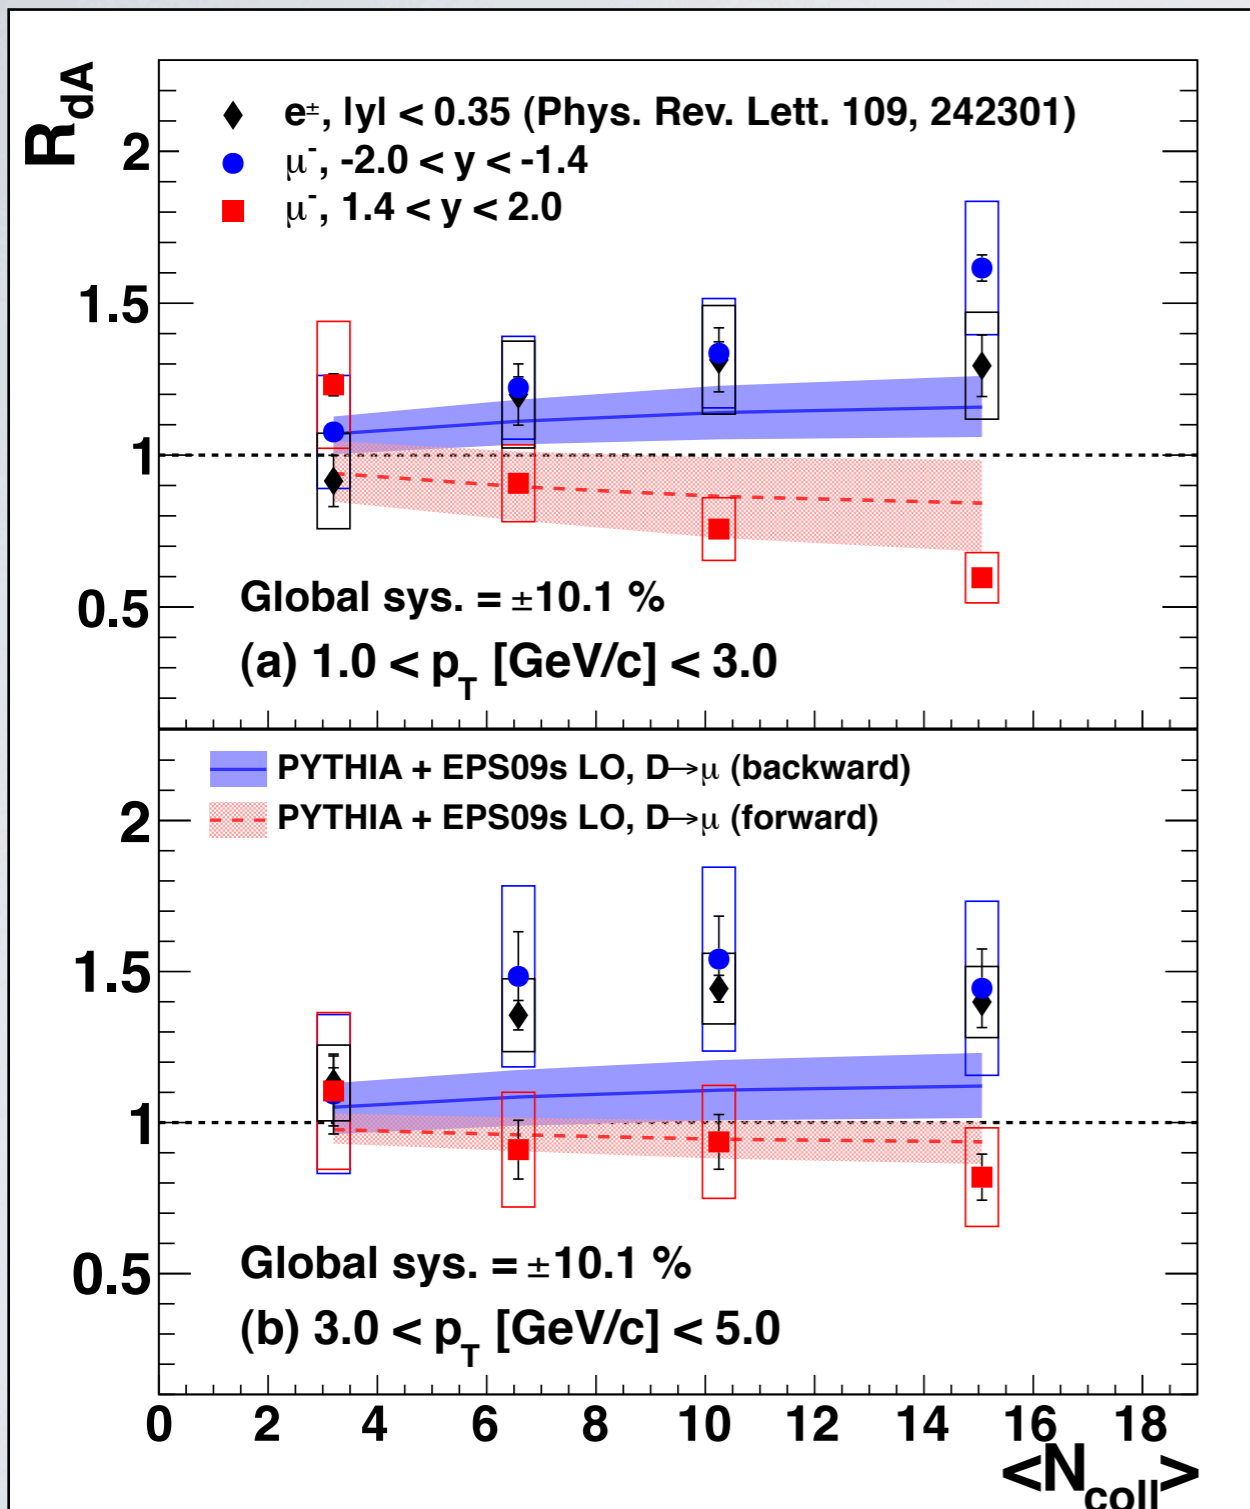 R_dA
2
1.5
1
0.5
e±, |y| < 0.35 (Phys. Rev. Lett. 109, 242301)
μ⁻, -2.0 < y < -1.4
μ⁻, 1.4 < y < 2.0
Global sys. = ±10.1 %
(a) 1.0 < p_T [GeV/c] < 3.0
PYTHIA + EPS09s LO, D→μ (backward)
PYTHIA + EPS09s LO, D→μ (forward)
2
1.5
1
0.5
Global sys. = ±10.1 %
(b) 3.0 < p_T [GeV/c] < 5.0
0 2 4 6 8 10 12 14 16 18
<N_coll>